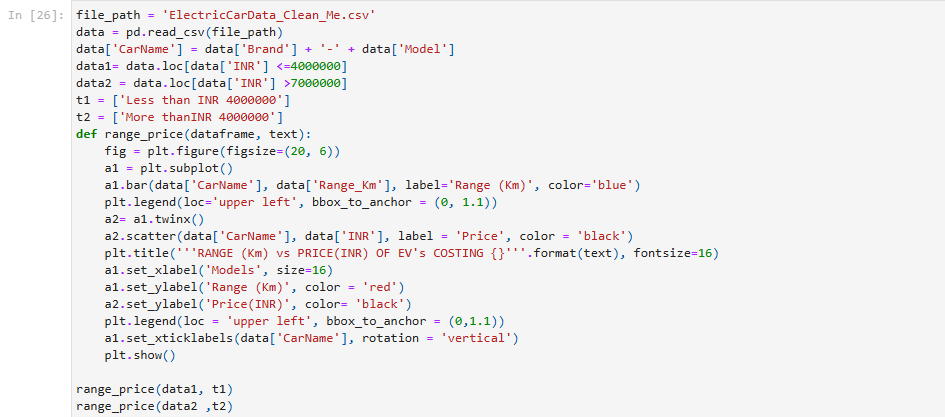 In [26]:
file_path = 'ElectricCarData_Clean_Me.csv'
data = pd.read_csv(file_path)
data['CarName'] = data['Brand'] + '-' + data['Model']
data1= data.loc[data['INR'] <=4000000]
data2 = data.loc[data['INR'] >7000000]
t1 = ['Less than INR 4000000']
t2 = ['More thanINR 4000000']
def range_price(dataframe, text):
    fig = plt.figure(figsize=(20, 6))
    a1 = plt.subplot()
    a1.bar(data['CarName'], data['Range_Km'], label='Range (Km)', color='blue')
    plt.legend(loc='upper left', bbox_to_anchor = (0, 1.1))
    a2= a1.twinx()
    a2.scatter(data['CarName'], data['INR'], label = 'Price', color = 'black')
    plt.title('''RANGE (Km) vs PRICE(INR) OF EV's COSTING {}'''.format(text), fontsize=16)
    a1.set_xlabel('Models', size=16)
    a1.set_ylabel('Range (Km)', color = 'red')
    a2.set_ylabel('Price(INR)', color= 'black')
    plt.legend(loc = 'upper left', bbox_to_anchor = (0,1.1))
    a1.set_xticklabels(data['CarName'], rotation = 'vertical')
    plt.show()

range_price(data1, t1)
range_price(data2 ,t2)